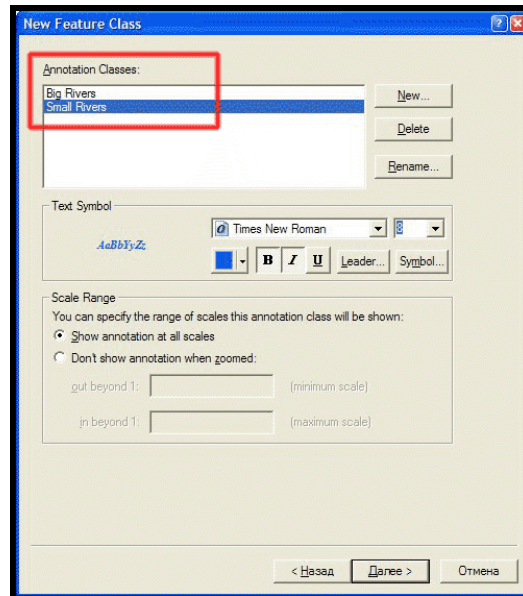 New Feature Class
Annotation Classes:
Big Rivers
Small Rivers
New...
Delete
Rename...
Text Symbol
AaBbYyZz
Times New Roman
8
B I U Leader... Symbol...
Scale Range
You can specify the range of scales this annotation class will be shown:
Show annotation at all scales
Don't show annotation when zoomed:
out beyond 1: (minimum scale)
in beyond 1: (maximum scale)
< Назад Далее > Отмена